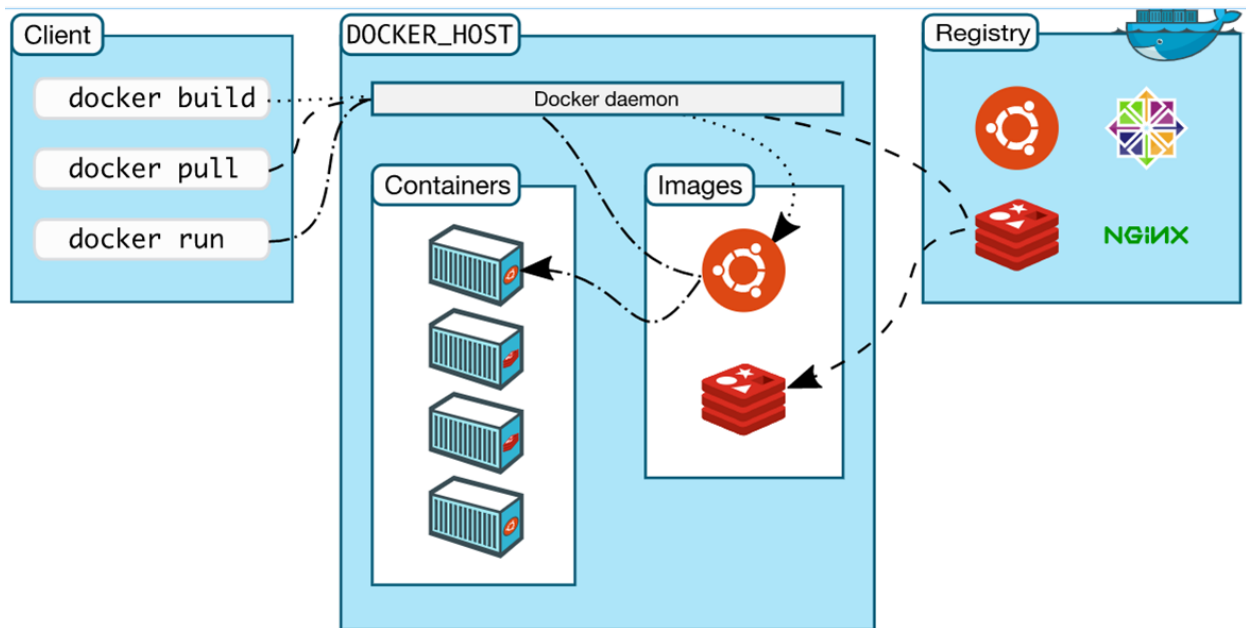 Client
docker build
docker pull
docker run
DOCKER_HOST
Docker daemon
Containers
Images
Registry
NGiNX